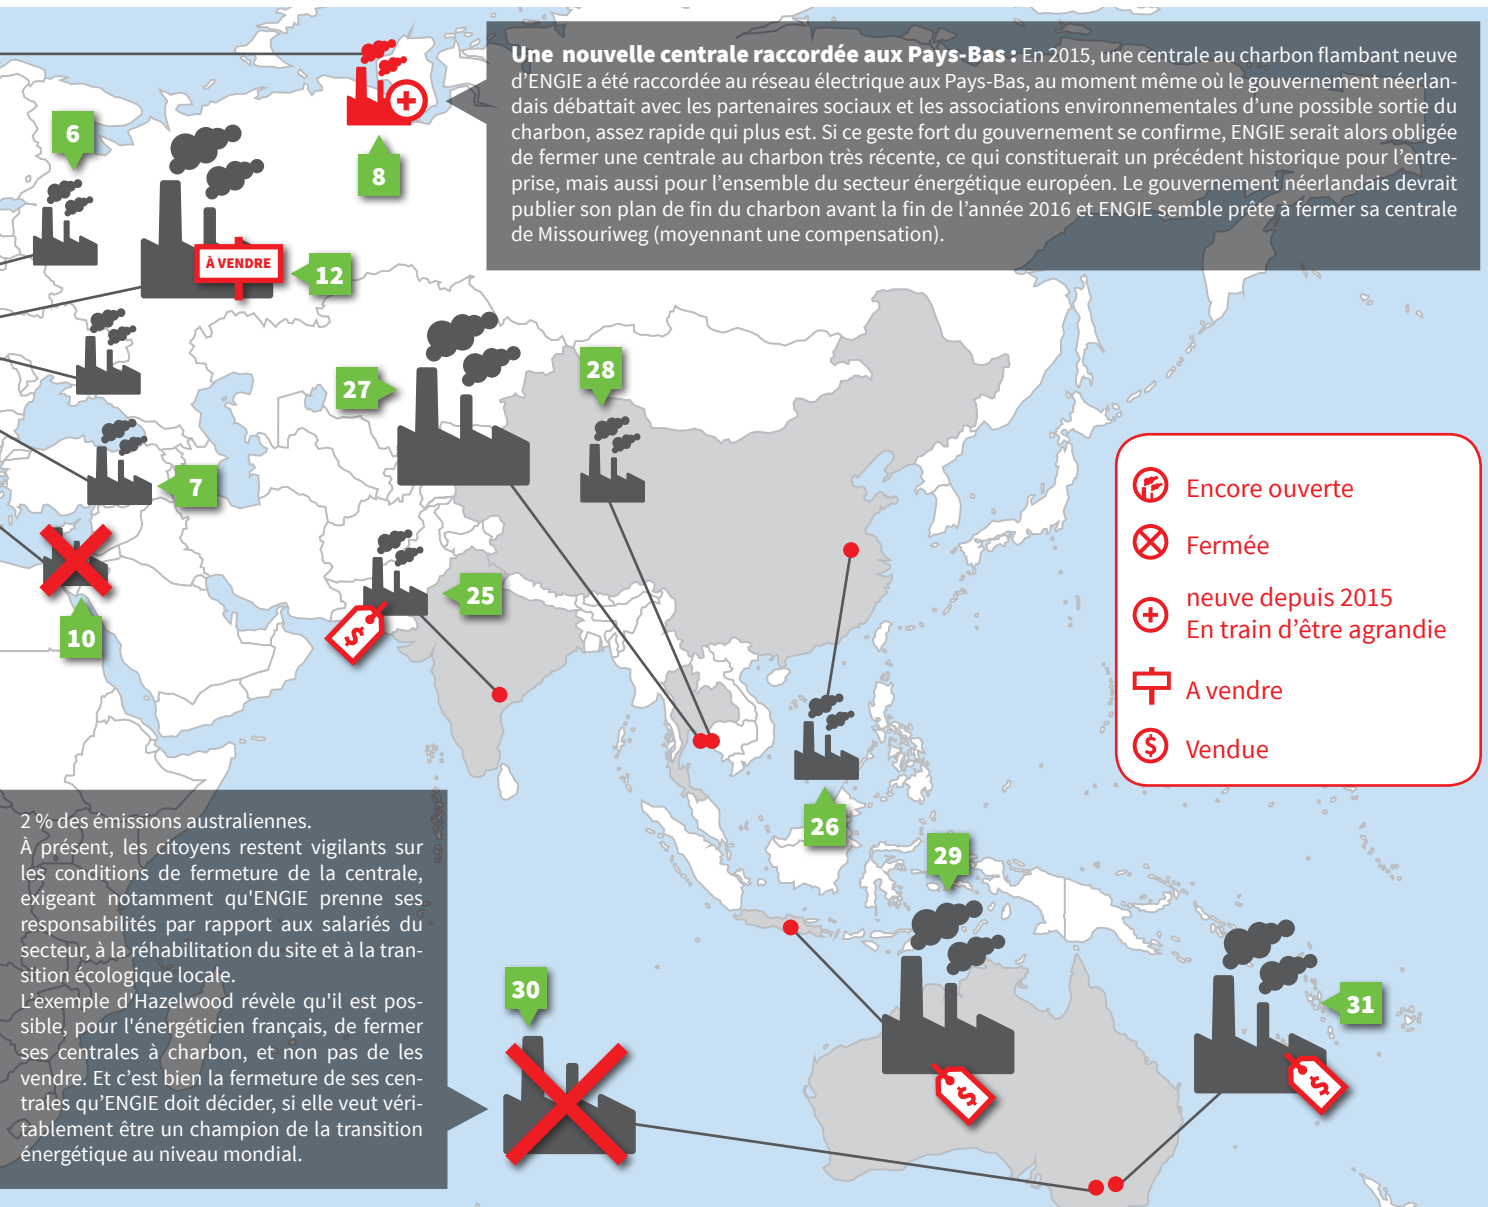 Une nouvelle centrale raccordée aux Pays-Bas : En 2015, une centrale au charbon flambant neuve
d’ENGIE a été raccordée au réseau électrique aux Pays-Bas, au moment même où le gouvernement néerlan-
dais débattait avec les partenaires sociaux et les associations environnementales d’une possible sortie du
charbon, assez rapide qui plus est. Si ce geste fort du gouvernement se confirme, ENGIE serait alors obligée
de fermer une centrale au charbon très récente, ce qui constituerait un précédent historique pour l’entre-
prise, mais aussi pour l’ensemble du secteur énergétique européen. Le gouvernement néerlandais devrait
publier son plan de fin du charbon avant la fin de l’année 2016 et ENGIE semble prête à fermer sa centrale
de Missouriweg (moyennant une compensation).
6
8
À VENDRE
12
27
28
7
25
10
Encore ouverte
Fermée
neuve depuis 2015
En train d’être agrandie
A vendre
Vendue
26
29
30
31
2 % des émissions australiennes.
À présent, les citoyens restent vigilants sur
les conditions de fermeture de la centrale,
exigeant notamment qu'ENGIE prenne ses
responsabilités par rapport aux salariés du
secteur, à la réhabilitation du site et à la tran-
sition écologique locale.
L’exemple d'Hazelwood révèle qu'il est pos-
sible, pour l'énergéticien français, de fermer
ses centrales à charbon, et non pas de les
vendre. Et c’est bien la fermeture de ses cen-
trales qu’ENGIE doit décider, si elle veut véri-
tablement être un champion de la transition
énergétique au niveau mondial.